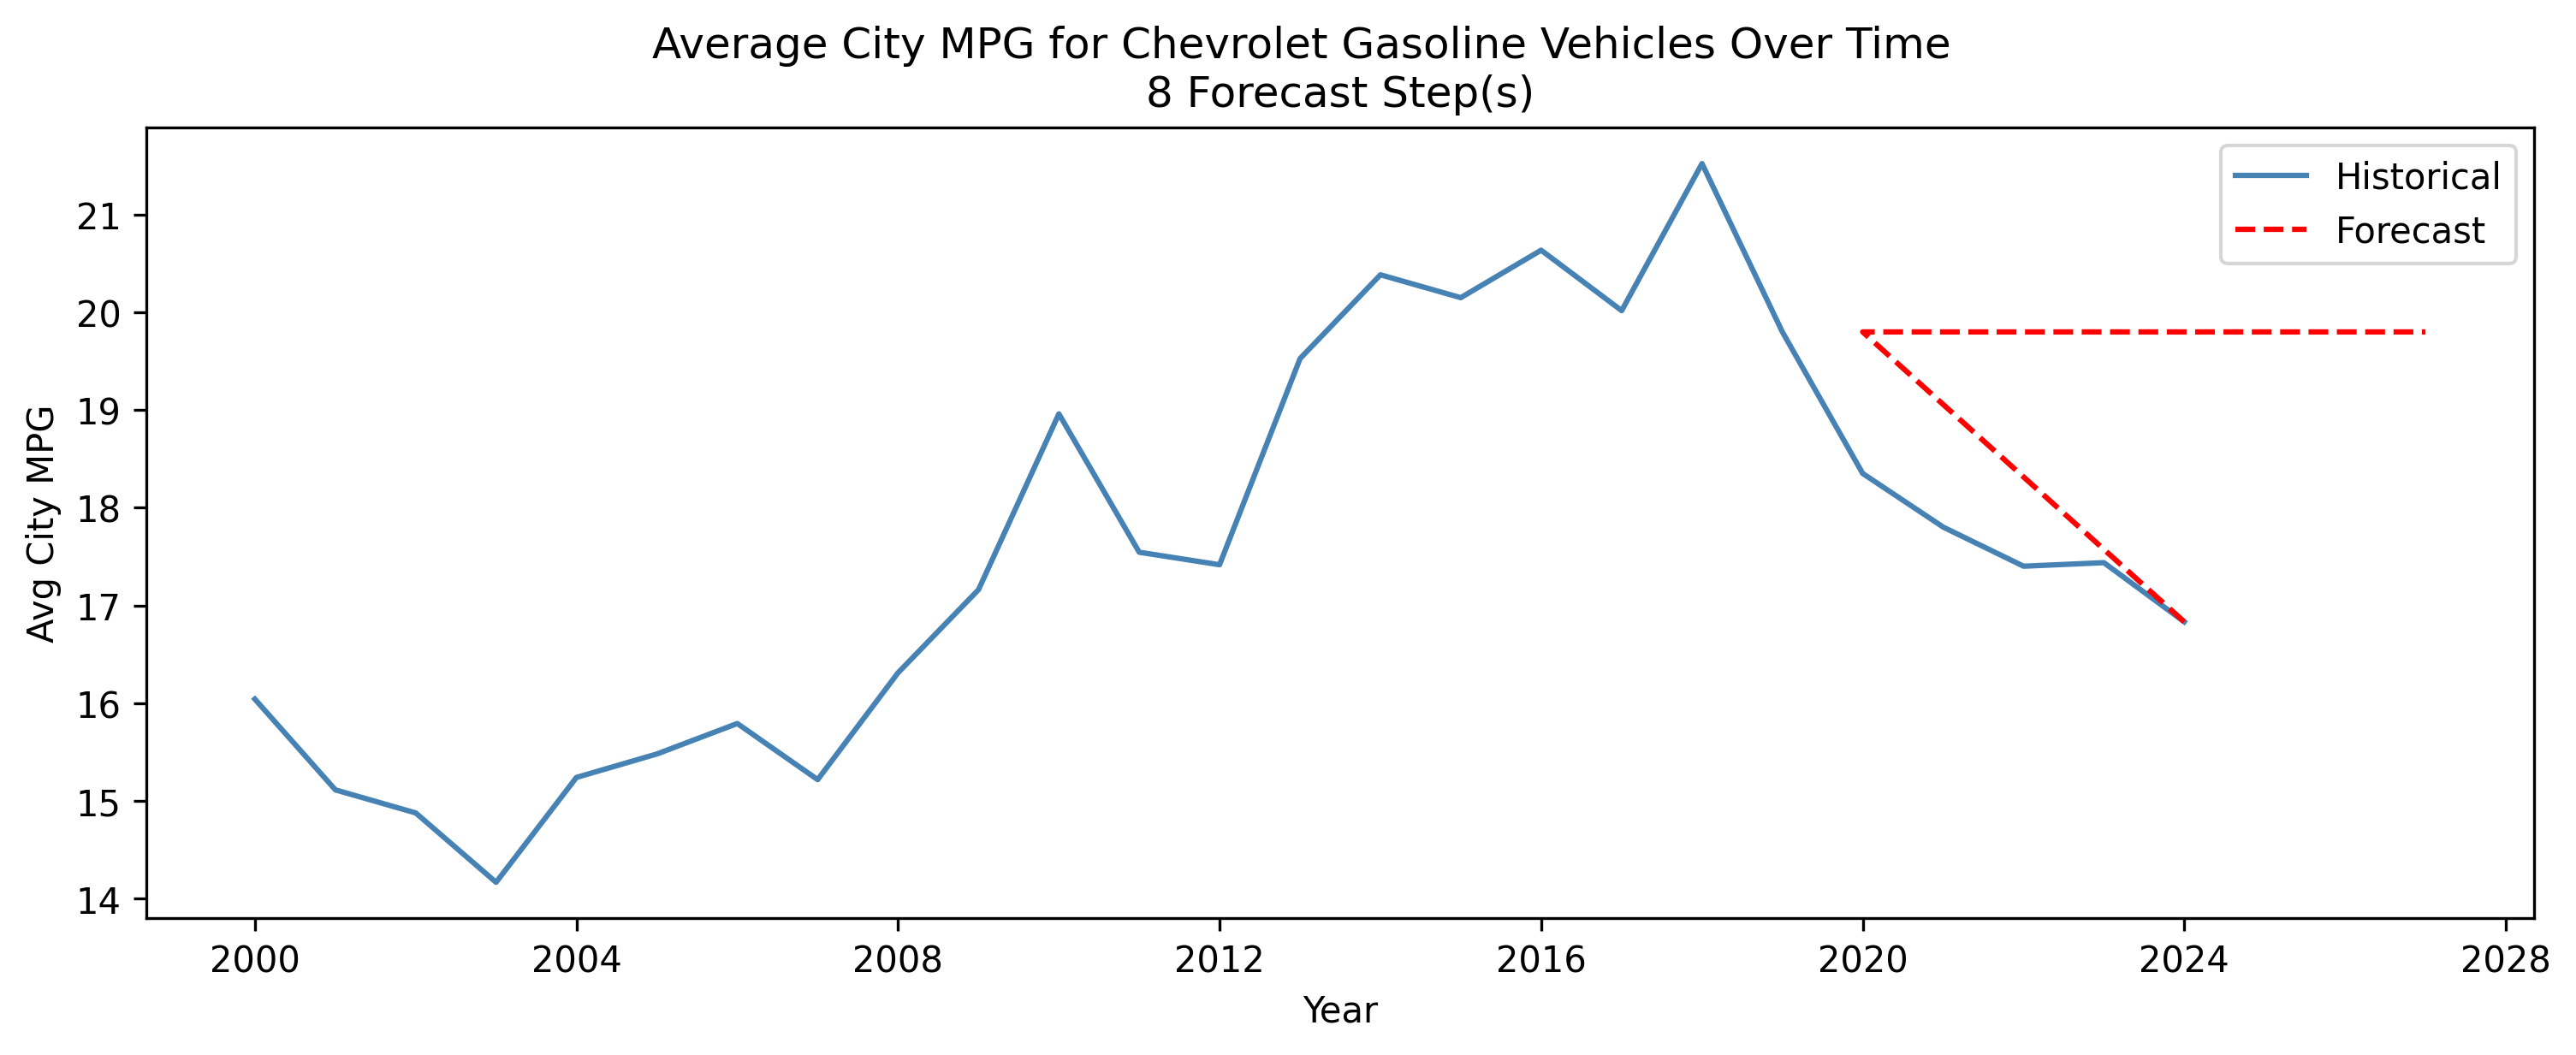 Average City MPG for Chevrolet Gasoline Vehicles Over Time
8 Forecast Step(s)
Historical
Forecast
21
20
19
18
17
16
15
14
Avg City MPG
2000 2004 2008 2012 2016 2020 2024 2028
Year